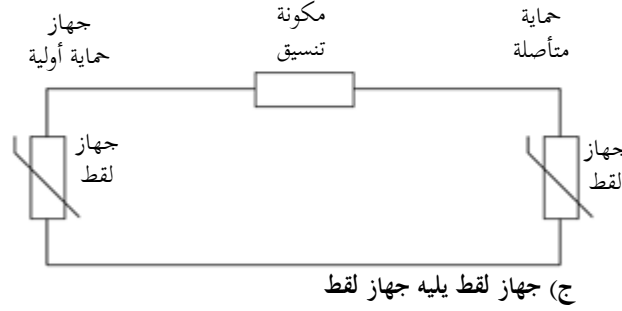 حماية
متأصلة
مكونة
تنسيق
جهاز
حماية أولية
جهاز
لقط
جهاز
لقط
ج) جهاز لقط يليه جهاز لقط